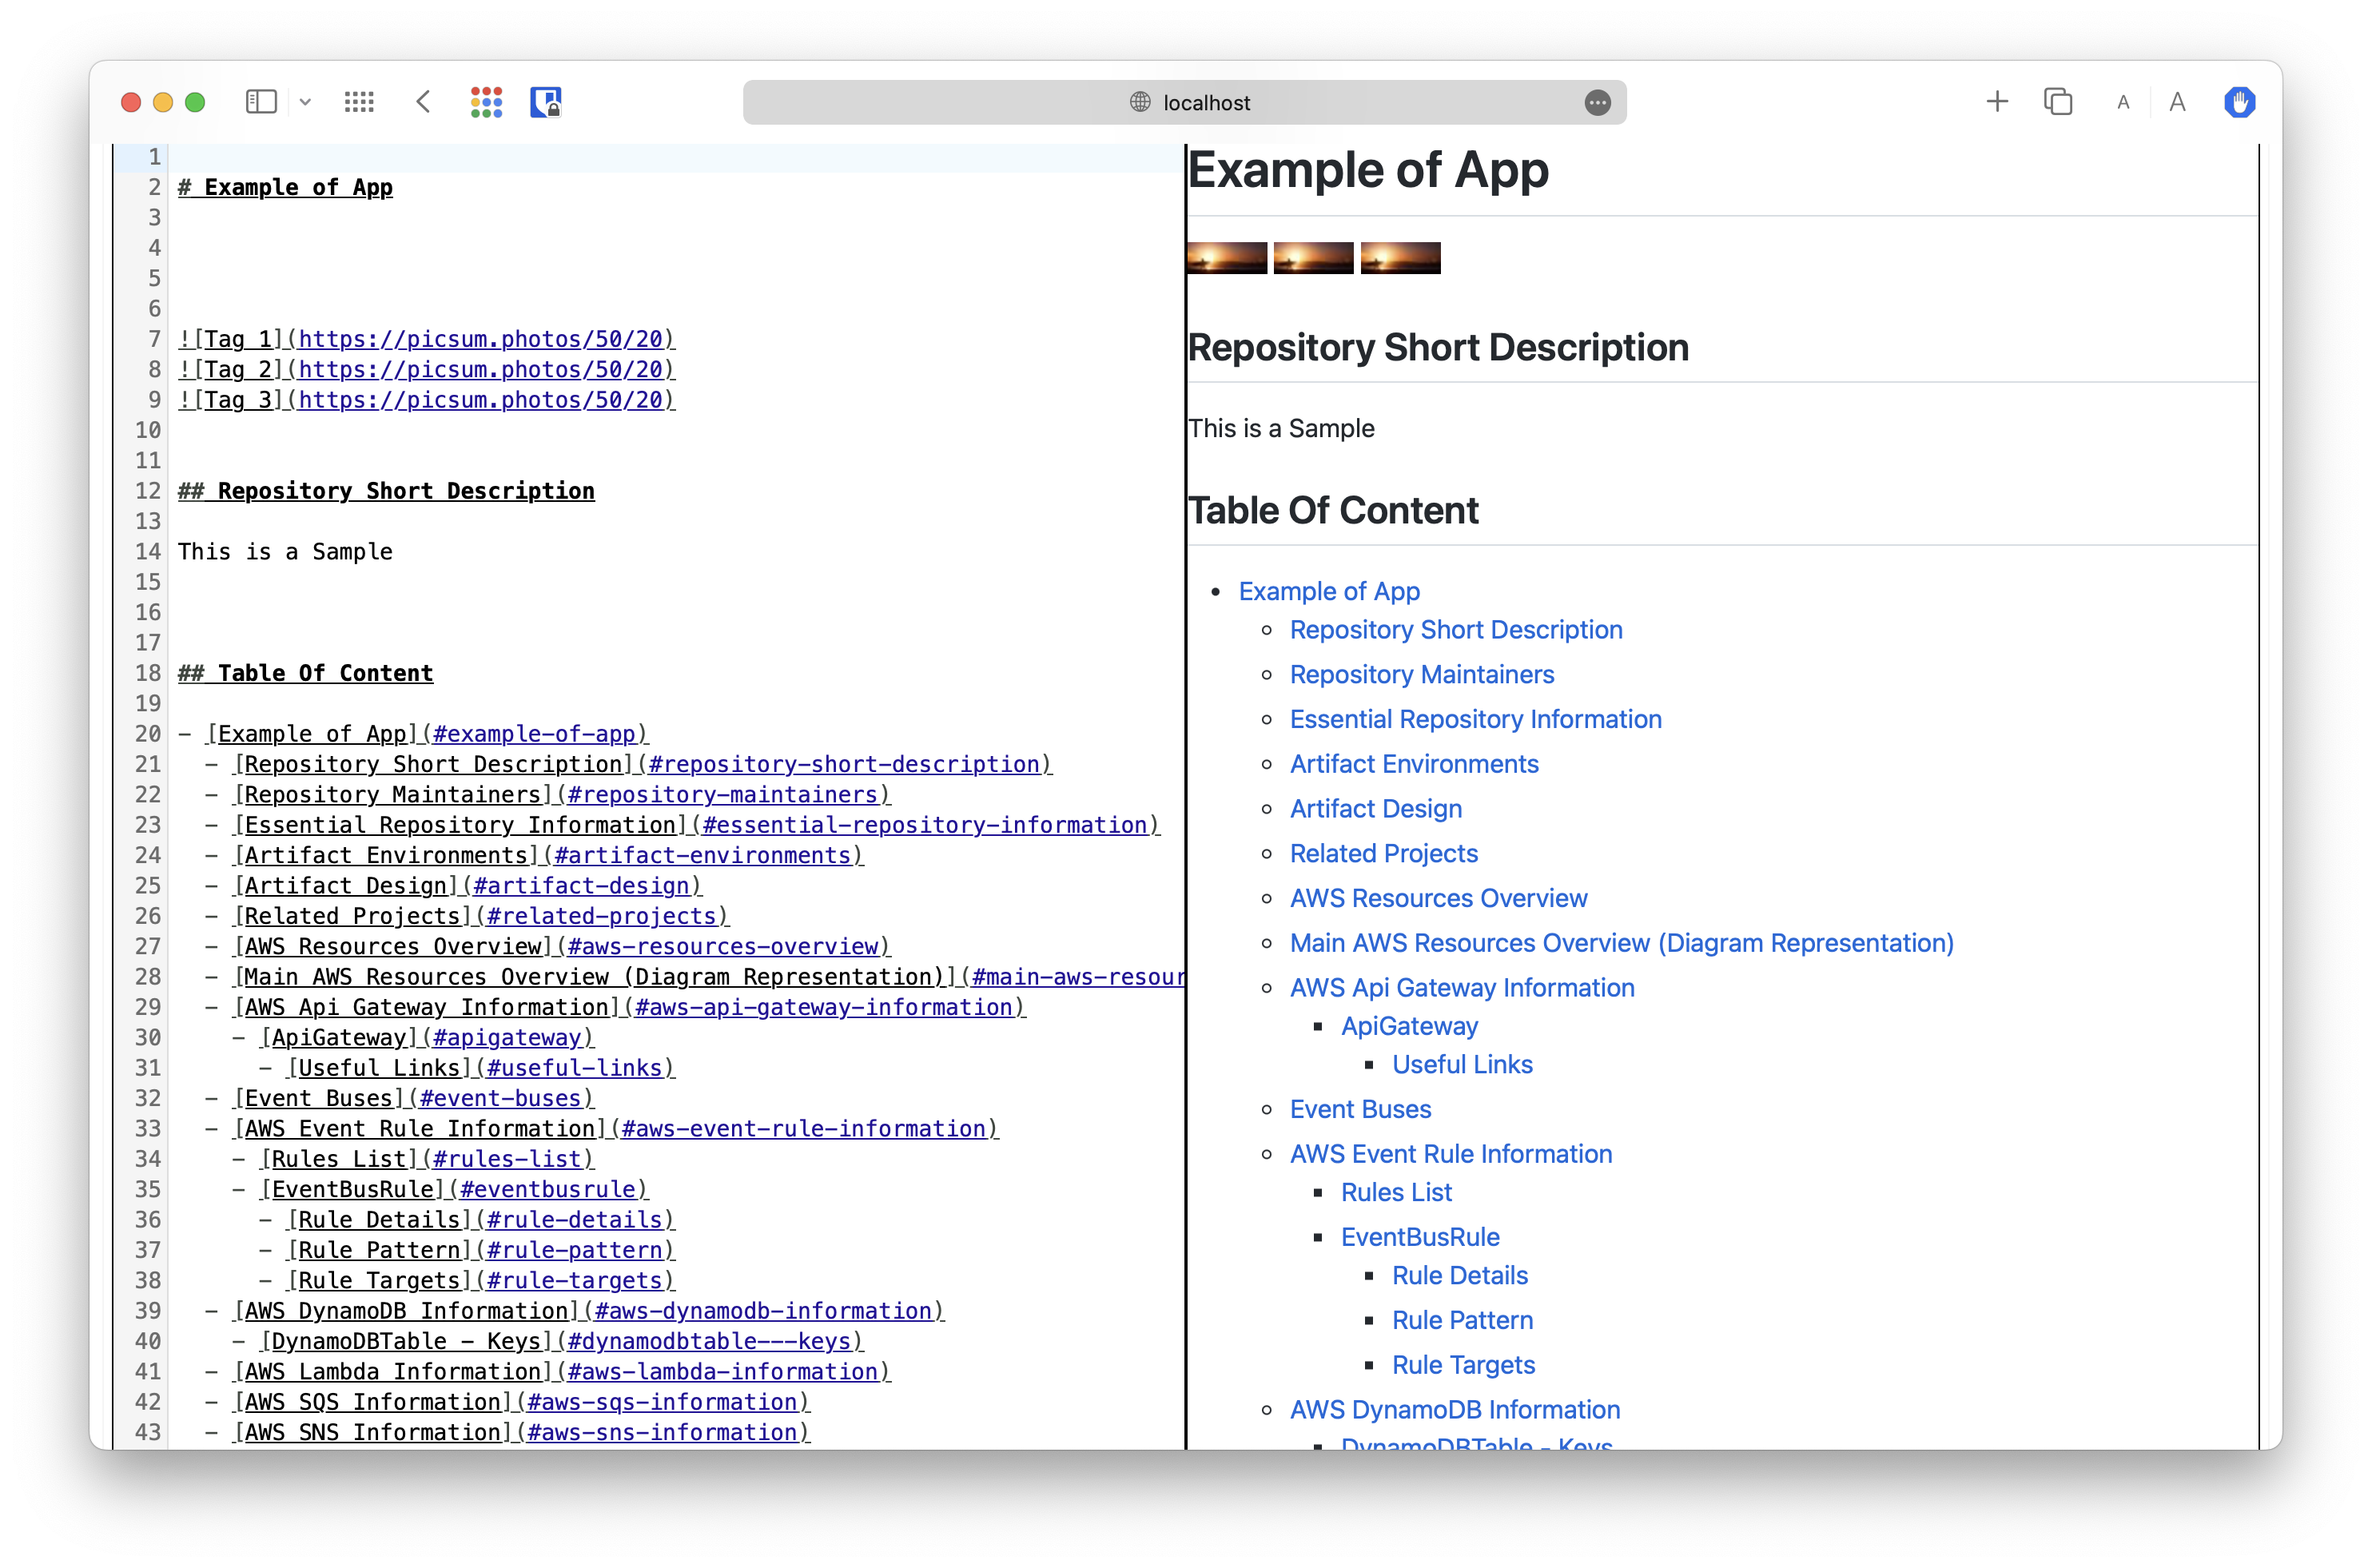 localhost
A A
1
2 # Example of App
3
4
5
6
7 ![Tag 1](https://picsum.photos/50/20)
8 ![Tag 2](https://picsum.photos/50/20)
9 ![Tag 3](https://picsum.photos/50/20)
10
11
12 ## Repository Short Description
13
14 This is a Sample
15
16
17
18 ## Table Of Content
19
20 - [Example of App](#example-of-app)
21 - [Repository Short Description](#repository-short-description)
22 - [Repository Maintainers](#repository-maintainers)
23 - [Essential Repository Information](#essential-repository-information)
24 - [Artifact Environments](#artifact-environments)
25 - [Artifact Design](#artifact-design)
26 - [Related Projects](#related-projects)
27 - [AWS Resources Overview](#aws-resources-overview)
28 - [Main AWS Resources Overview (Diagram Representation)](#main-aws-resour
29 - [AWS Api Gateway Information](#aws-api-gateway-information)
30 - [ApiGateway](#apigateway)
31 - [Useful Links](#useful-links)
32 - [Event Buses](#event-buses)
33 - [AWS Event Rule Information](#aws-event-rule-information)
34 - [Rules List](#rules-list)
35 - [EventBusRule](#eventbusrule)
36 - [Rule Details](#rule-details)
37 - [Rule Pattern](#rule-pattern)
38 - [Rule Targets](#rule-targets)
39 - [AWS DynamoDB Information](#aws-dynamodb-information)
40 - [DynamoDBTable - Keys](#dynamodbtable---keys)
41 - [AWS Lambda Information](#aws-lambda-information)
42 - [AWS SQS Information](#aws-sqs-information)
43 - [AWS SNS Information](#aws-sns-information)
Example of App
Repository Short Description
This is a Sample
Table Of Content
Example of App
Repository Short Description
Repository Maintainers
Essential Repository Information
Artifact Environments
Artifact Design
Related Projects
AWS Resources Overview
Main AWS Resources Overview (Diagram Representation)
AWS Api Gateway Information
ApiGateway
Useful Links
Event Buses
AWS Event Rule Information
Rules List
EventBusRule
Rule Details
Rule Pattern
Rule Targets
AWS DynamoDB Information
DynamoDBTable - Keys